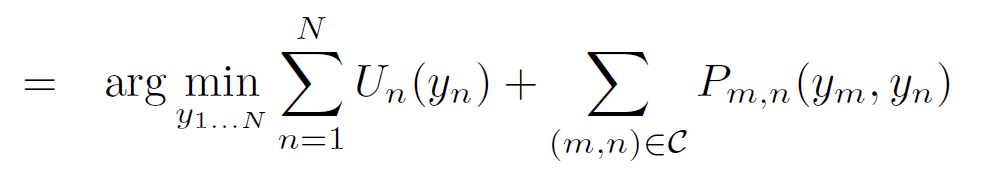 = arg min_{y_{1...N}} ∑_{n=1}^{N} U_n(y_n) + ∑_{(m,n)∈𝒞} P_{m,n}(y_m, y_n)